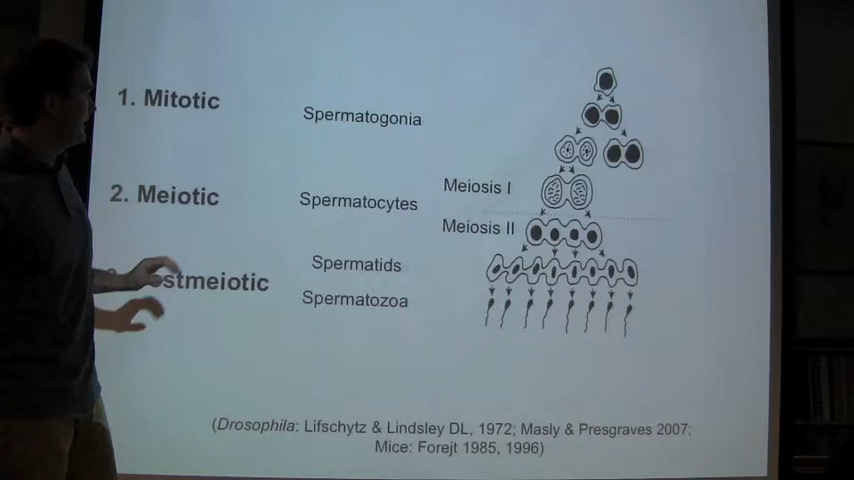 1. Mitotic
Spermatogonia
2. Meiotic
Spermatocytes
Meiosis I
Meiosis II
stmeiotic
Spermatids
Spermatozoa
(Drosophila: Lifschytz & Lindsley DL, 1972; Masly & Presgraves 2007;
Mice: Forejt 1985, 1996)